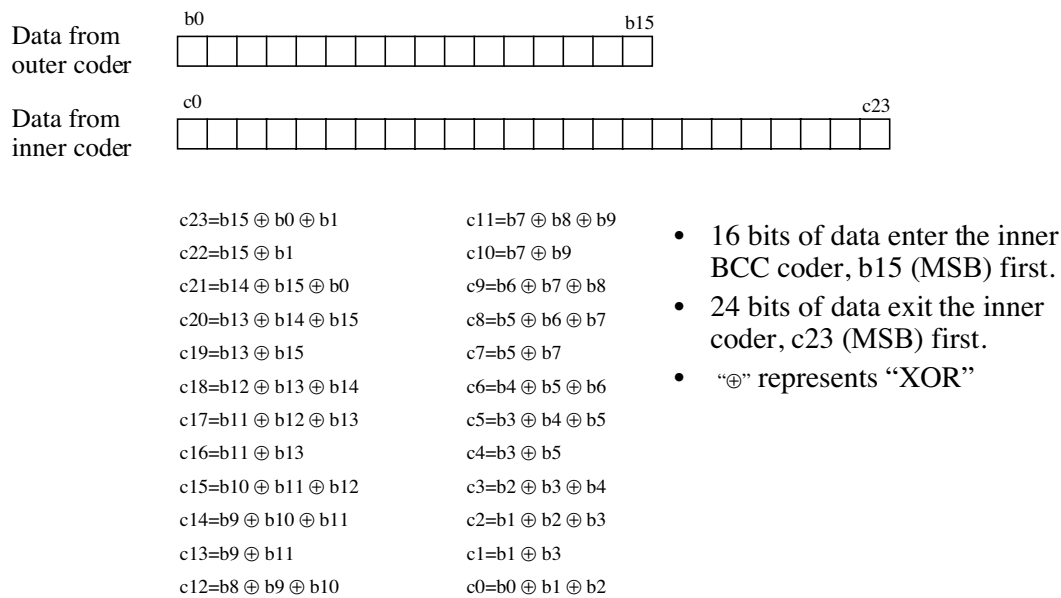 b0 b15
Data from
outer coder
c0 c23
Data from
inner coder
c23=b15 ⊕ b0 ⊕ b1
c22=b15 ⊕ b1
c21=b14 ⊕ b15 ⊕ b0
c20=b13 ⊕ b14 ⊕ b15
c19=b13 ⊕ b15
c18=b12 ⊕ b13 ⊕ b14
c17=b11 ⊕ b12 ⊕ b13
c16=b11 ⊕ b13
c15=b10 ⊕ b11 ⊕ b12
c14=b9 ⊕ b10 ⊕ b11
c13=b9 ⊕ b11
c12=b8 ⊕ b9 ⊕ b10
c11=b7 ⊕ b8 ⊕ b9
c10=b7 ⊕ b9
c9=b6 ⊕ b7 ⊕ b8
c8=b5 ⊕ b6 ⊕ b7
c7=b5 ⊕ b7
c6=b4 ⊕ b5 ⊕ b6
c5=b3 ⊕ b4 ⊕ b5
c4=b3 ⊕ b5
c3=b2 ⊕ b3 ⊕ b4
c2=b1 ⊕ b2 ⊕ b3
c1=b1 ⊕ b3
c0=b0 ⊕ b1 ⊕ b2
• 16 bits of data enter the inner
BCC coder, b15 (MSB) first.
• 24 bits of data exit the inner
coder, c23 (MSB) first.
• “⊕” represents “XOR”